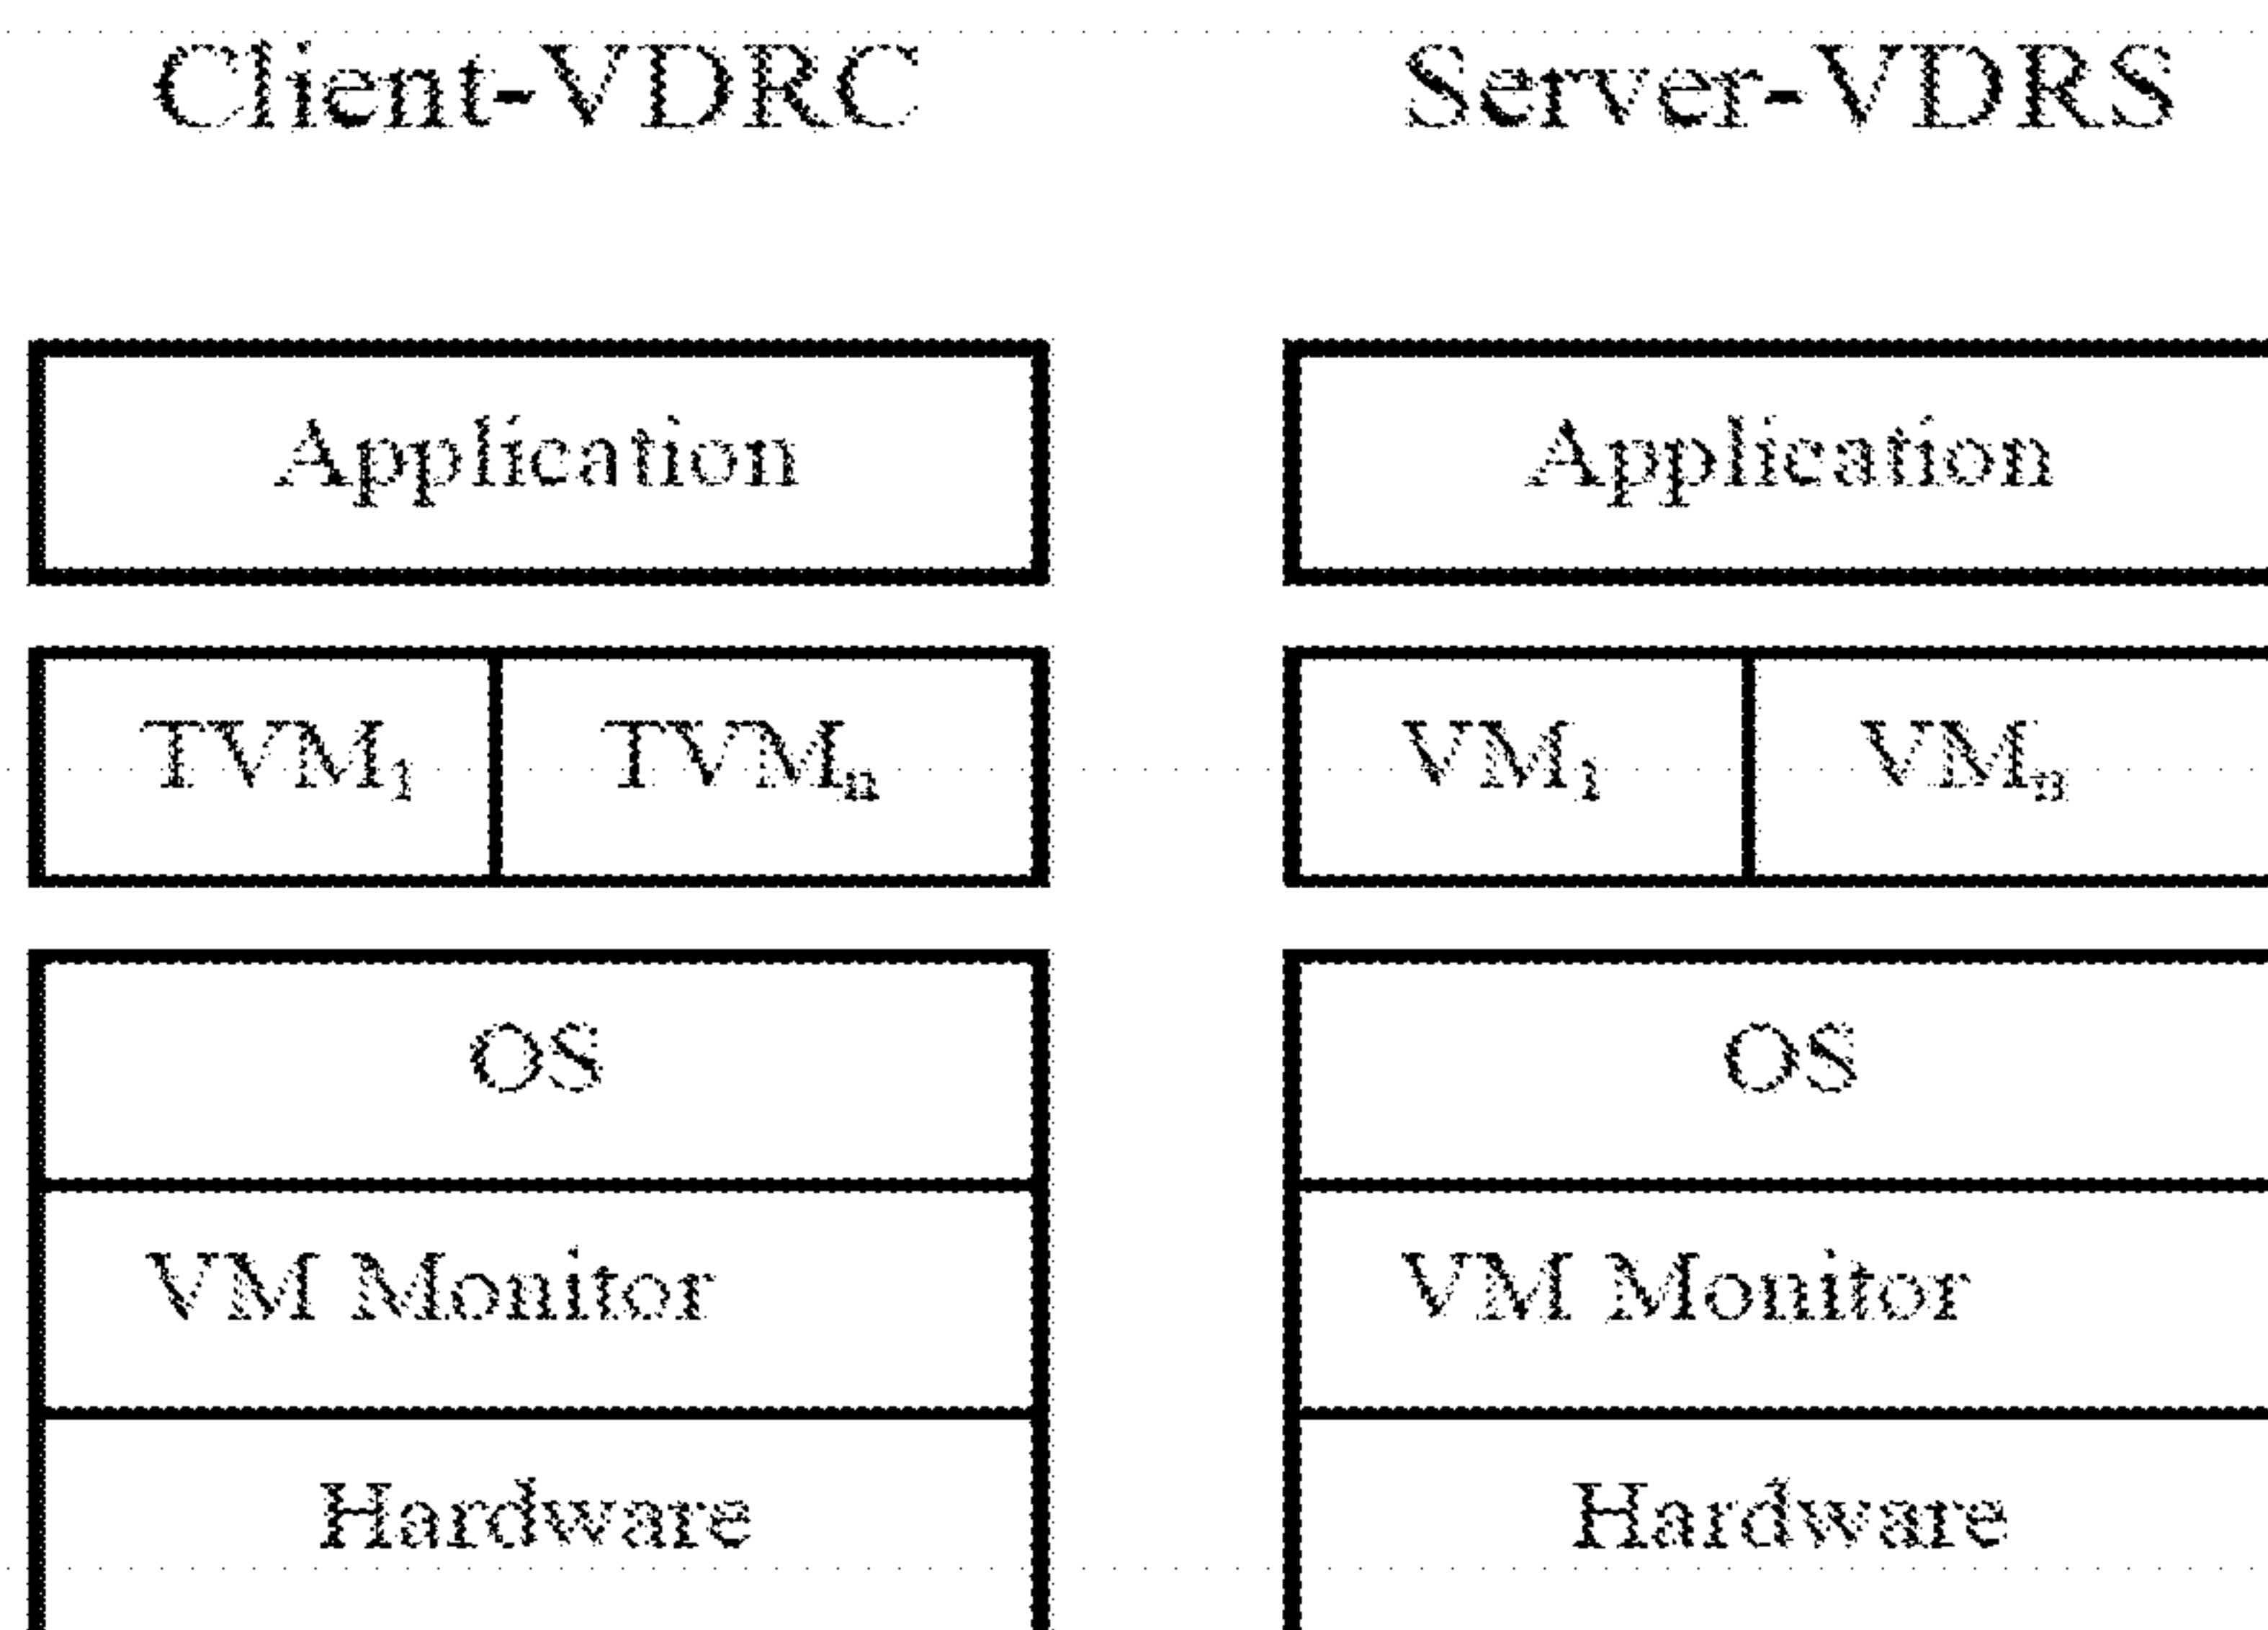 Client-VDRC Server-VDRS
Application Application
TVM₁ TVMₙ VM₁ VMₙ
OS OS
VM Monitor VM Monitor
Hardware Hardware